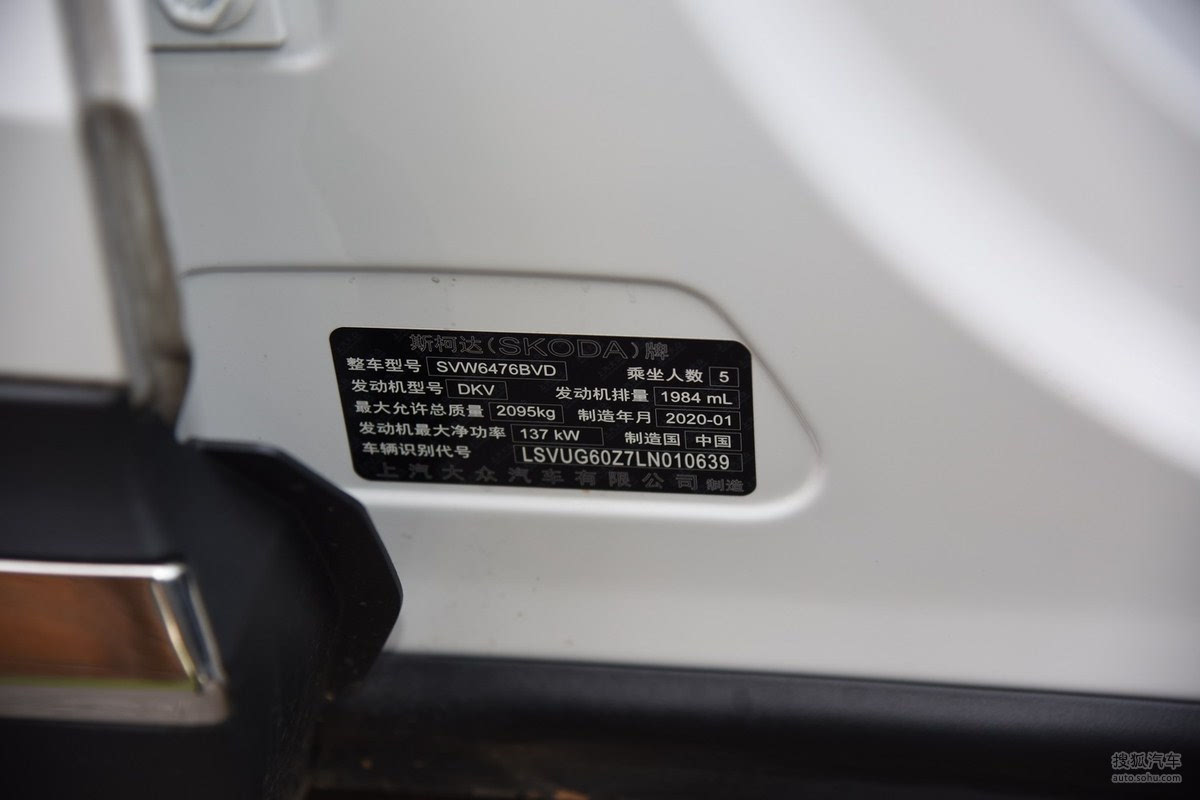 斯柯达(SKODA)牌
整车型号 SVW6476BVD 乘坐人数 5
发动机型号 DKV 发动机排量 1984 mL
最大允许总质量 2095kg 制造年月 2020-01
发动机最大净功率 137 kW 制造国 中国
车辆识别代号 LSVUG60Z7LN010639
上汽大众汽车有限公司 制造
搜狐汽车
auto.sohu.com